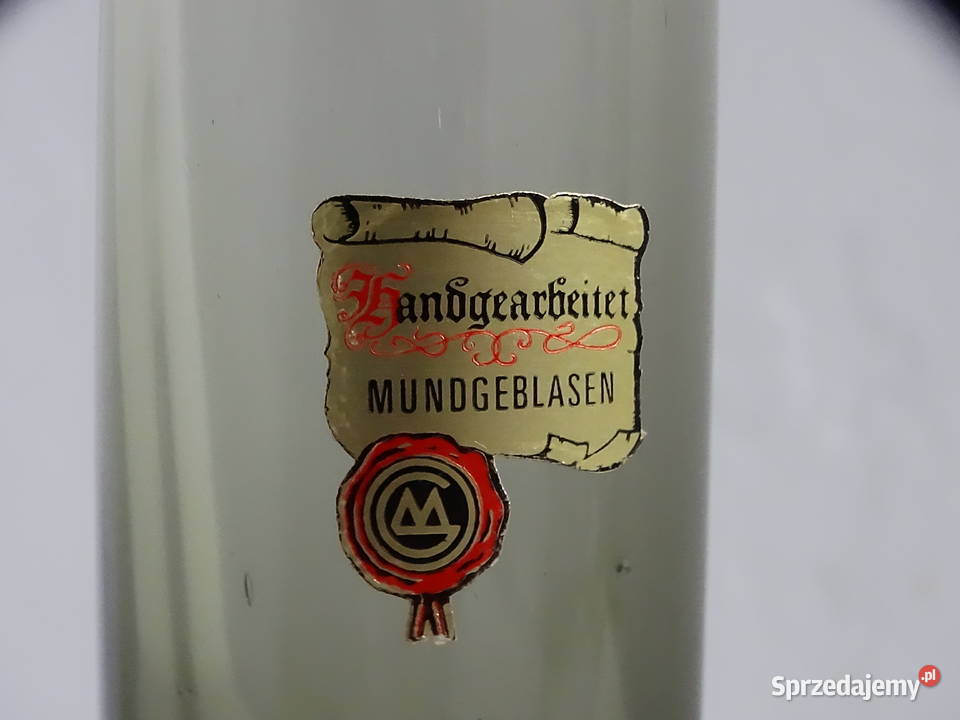 Handgearbeitet
MUNDGEBLASEN
Sprzedajemy.pl